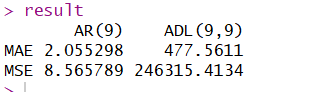 > result
AR(9) ADL(9,9)
MAE 2.055298 477.5611
MSE 8.565789 246315.4134
>